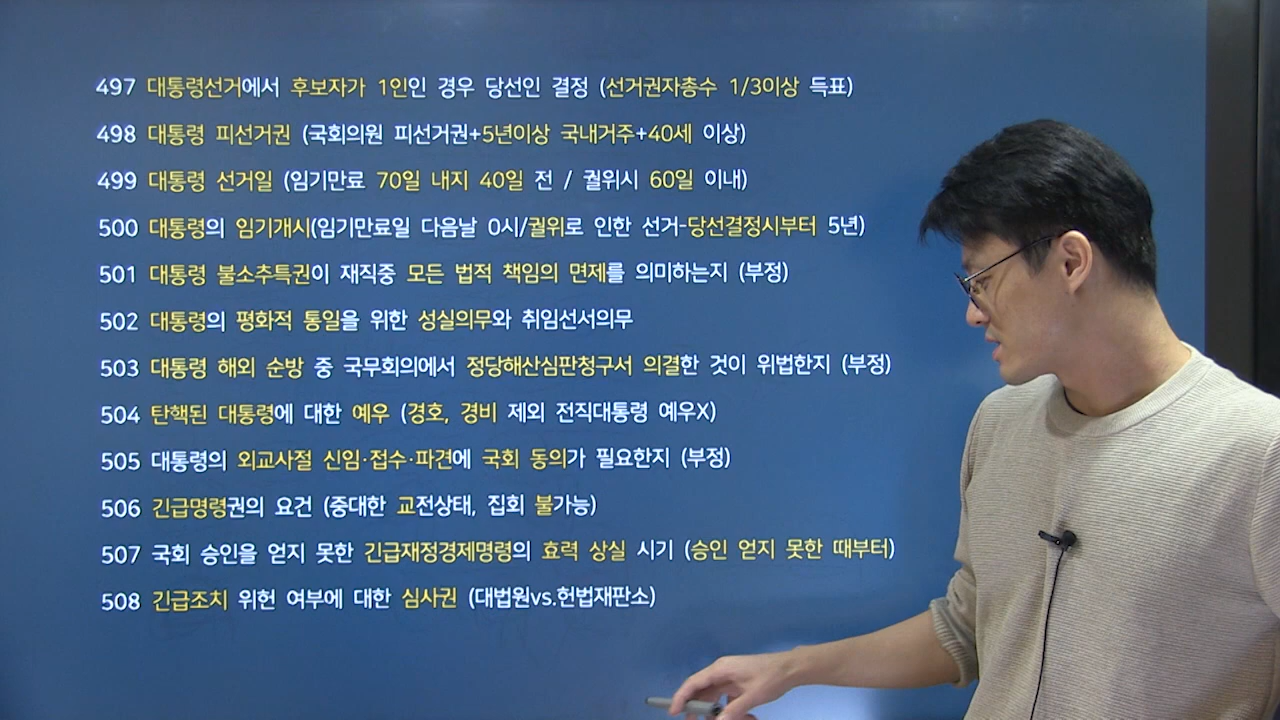 497 대통령선거에서 후보자가 1인인 경우 당선인 결정 (선거권자총수 1/3이상 득표)
498 대통령 피선거권 (국회의원 피선거권+5년이상 국내거주+40세 이상)
499 대통령 선거일 (임기만료 70일 내지 40일 전 / 궐위시 60일 이내)
500 대통령의 임기개시(임기만료일 다음날 0시/궐위로 인한 선거-당선결정시부터 5년)
501 대통령 불소추특권이 재직중 모든 법적 책임의 면제를 의미하는지 (부정)
502 대통령의 평화적 통일을 위한 성실의무와 취임선서의무
503 대통령 해외 순방 중 국무회의에서 정당해산심판청구서 의결한 것이 위법한지 (부정)
504 탄핵된 대통령에 대한 예우 (경호, 경비 제외 전직대통령 예우X)
505 대통령의 외교사절 신임·접수·파견에 국회 동의가 필요한지 (부정)
506 긴급명령권의 요건 (중대한 교전상태, 집회 불가능)
507 국회 승인을 얻지 못한 긴급재정경제명령의 효력 상실 시기 (승인 얻지 못한 때부터)
508 긴급조치 위헌 여부에 대한 심사권 (대법원vs.헌법재판소)